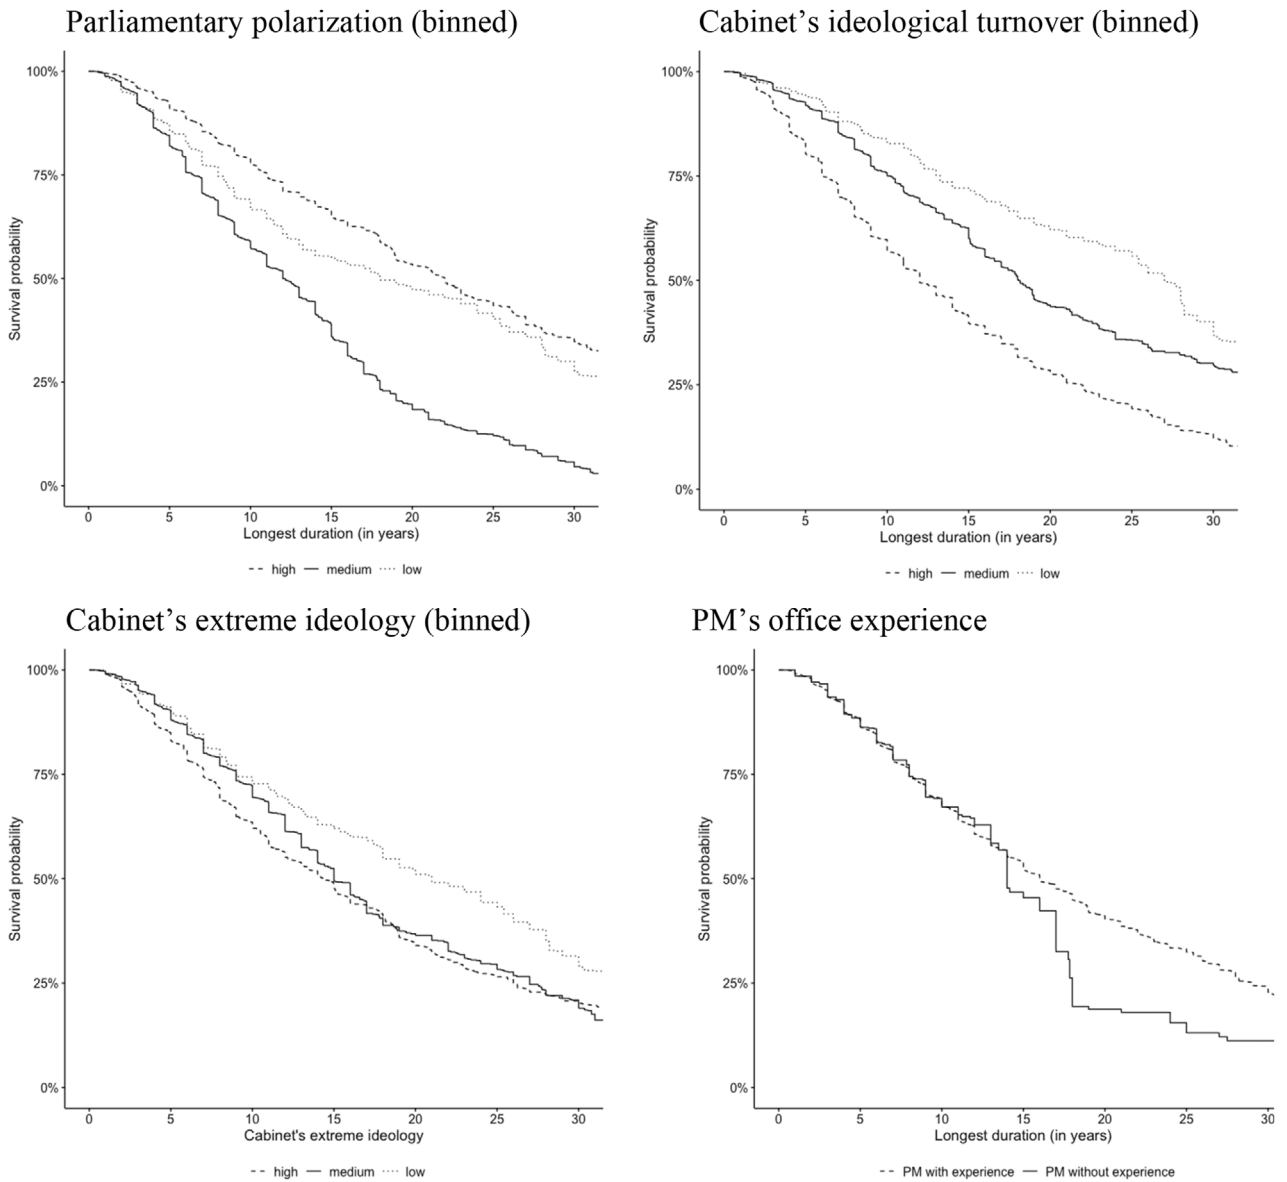 Parliamentary polarization (binned)
100%
75%
50%
25%
0%
Survival probability
0 5 10 15 20 25 30
Longest duration (in years)
high medium low
Cabinet's ideological turnover (binned)
100%
75%
50%
25%
0%
Survival probability
0 5 10 15 20 25 30
Longest duration (in years)
high medium low
Cabinet's extreme ideology (binned)
100%
75%
50%
25%
0%
Survival probability
0 5 10 15 20 25 30
Cabinet's extreme ideology
high medium low
PM's office experience
100%
75%
50%
25%
0%
Survival probability
0 5 10 15 20 25 30
Longest duration (in years)
PM with experience PM without experience